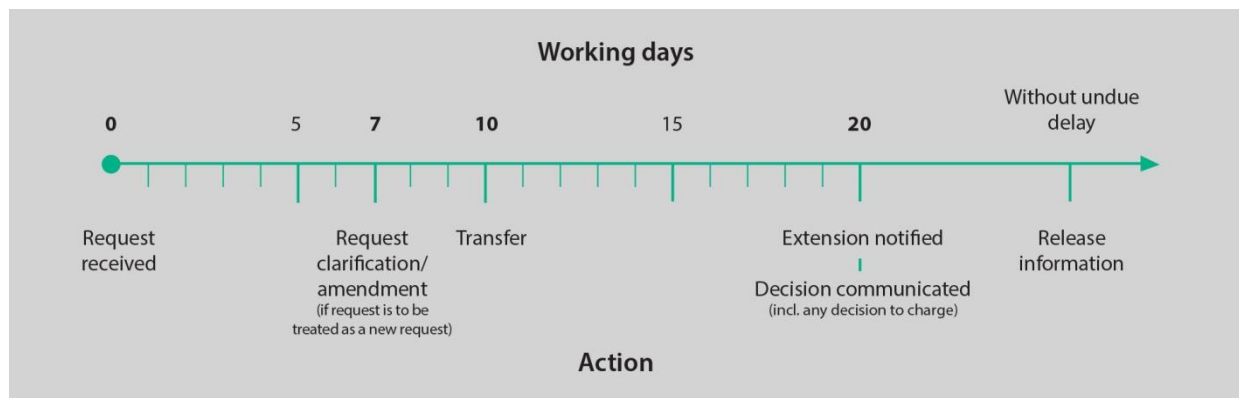 Working days
Without undue
delay
0 5 7 10 15 20
Request
received
Request
clarification/
amendment
(if request is to be
treated as a new request)
Transfer
Extension notified
Decision communicated
(incl. any decision to charge)
Release
information
Action